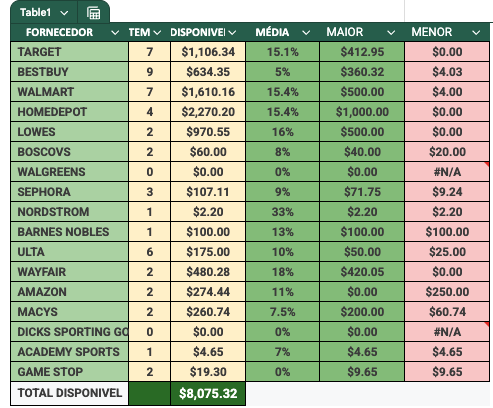 Table1
FORNECEDOR TEM DISPONIVEI MÉDIA MAIOR MENOR
TARGET 7 $1,106.34 15.1% $412.95 $0.00
BESTBUY 9 $634.35 5% $360.32 $4.03
WALMART 7 $1,610.16 15.4% $500.00 $4.00
HOMEDEPOT 4 $2,270.20 15.4% $1,000.00 $0.00
LOWES 2 $970.55 16% $500.00 $0.00
BOSCOVS 2 $60.00 8% $40.00 $20.00
WALGREENS 0 $0.00 0% $0.00 #N/A
SEPHORA 3 $107.11 9% $71.75 $9.24
NORDSTROM 1 $2.20 33% $2.20 $2.20
BARNES NOBLES 1 $100.00 13% $100.00 $100.00
ULTA 6 $175.00 10% $50.00 $25.00
WAYFAIR 2 $480.28 18% $420.05 $0.00
AMAZON 2 $274.44 11% $0.00 $250.00
MACYS 2 $260.74 7.5% $200.00 $60.74
DICKS SPORTING GO 0 $0.00 0% $0.00 #N/A
ACADEMY SPORTS 1 $4.65 7% $4.65 $4.65
GAME STOP 2 $19.30 0% $9.65 $9.65
TOTAL DISPONIVEL $8,075.32